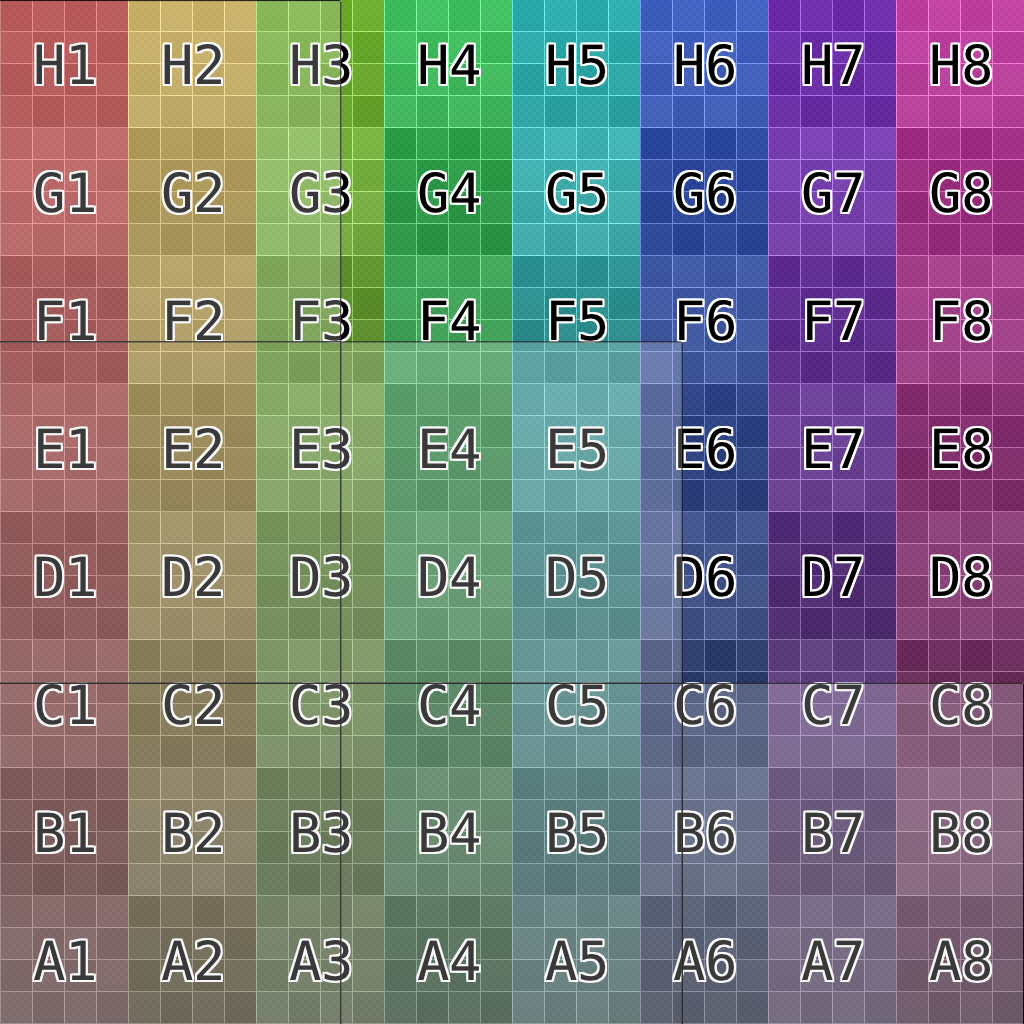 H1 H2 H3 H4 H5 H6 H7 H8
G1 G2 G3 G4 G5 G6 G7 G8
F1 F2 F3 F4 F5 F6 F7 F8
E1 E2 E3 E4 E5 E6 E7 E8
D1 D2 D3 D4 D5 D6 D7 D8
C1 C2 C3 C4 C5 C6 C7 C8
B1 B2 B3 B4 B5 B6 B7 B8
A1 A2 A3 A4 A5 A6 A7 A8